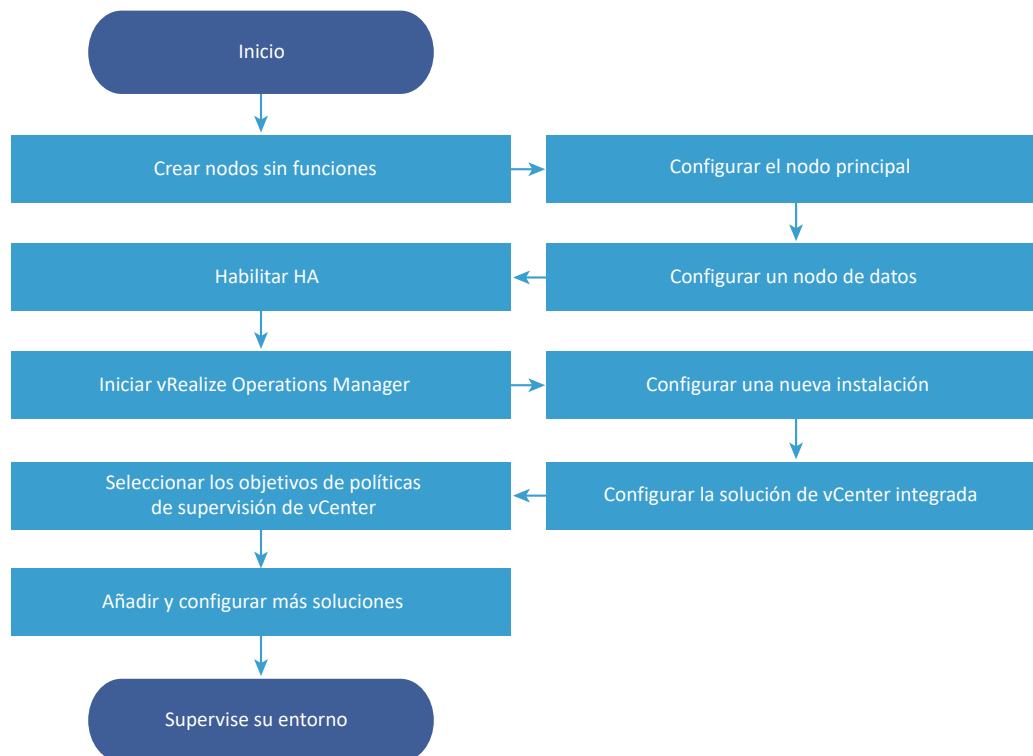 Inicio
Crear nodos sin funciones
Configurar el nodo principal
Configurar un nodo de datos
Habilitar HA
Iniciar vRealize Operations Manager
Configurar una nueva instalación
Configurar la solución de vCenter integrada
Seleccionar los objetivos de políticas
de supervisión de vCenter
Añadir y configurar más soluciones
Supervise su entorno